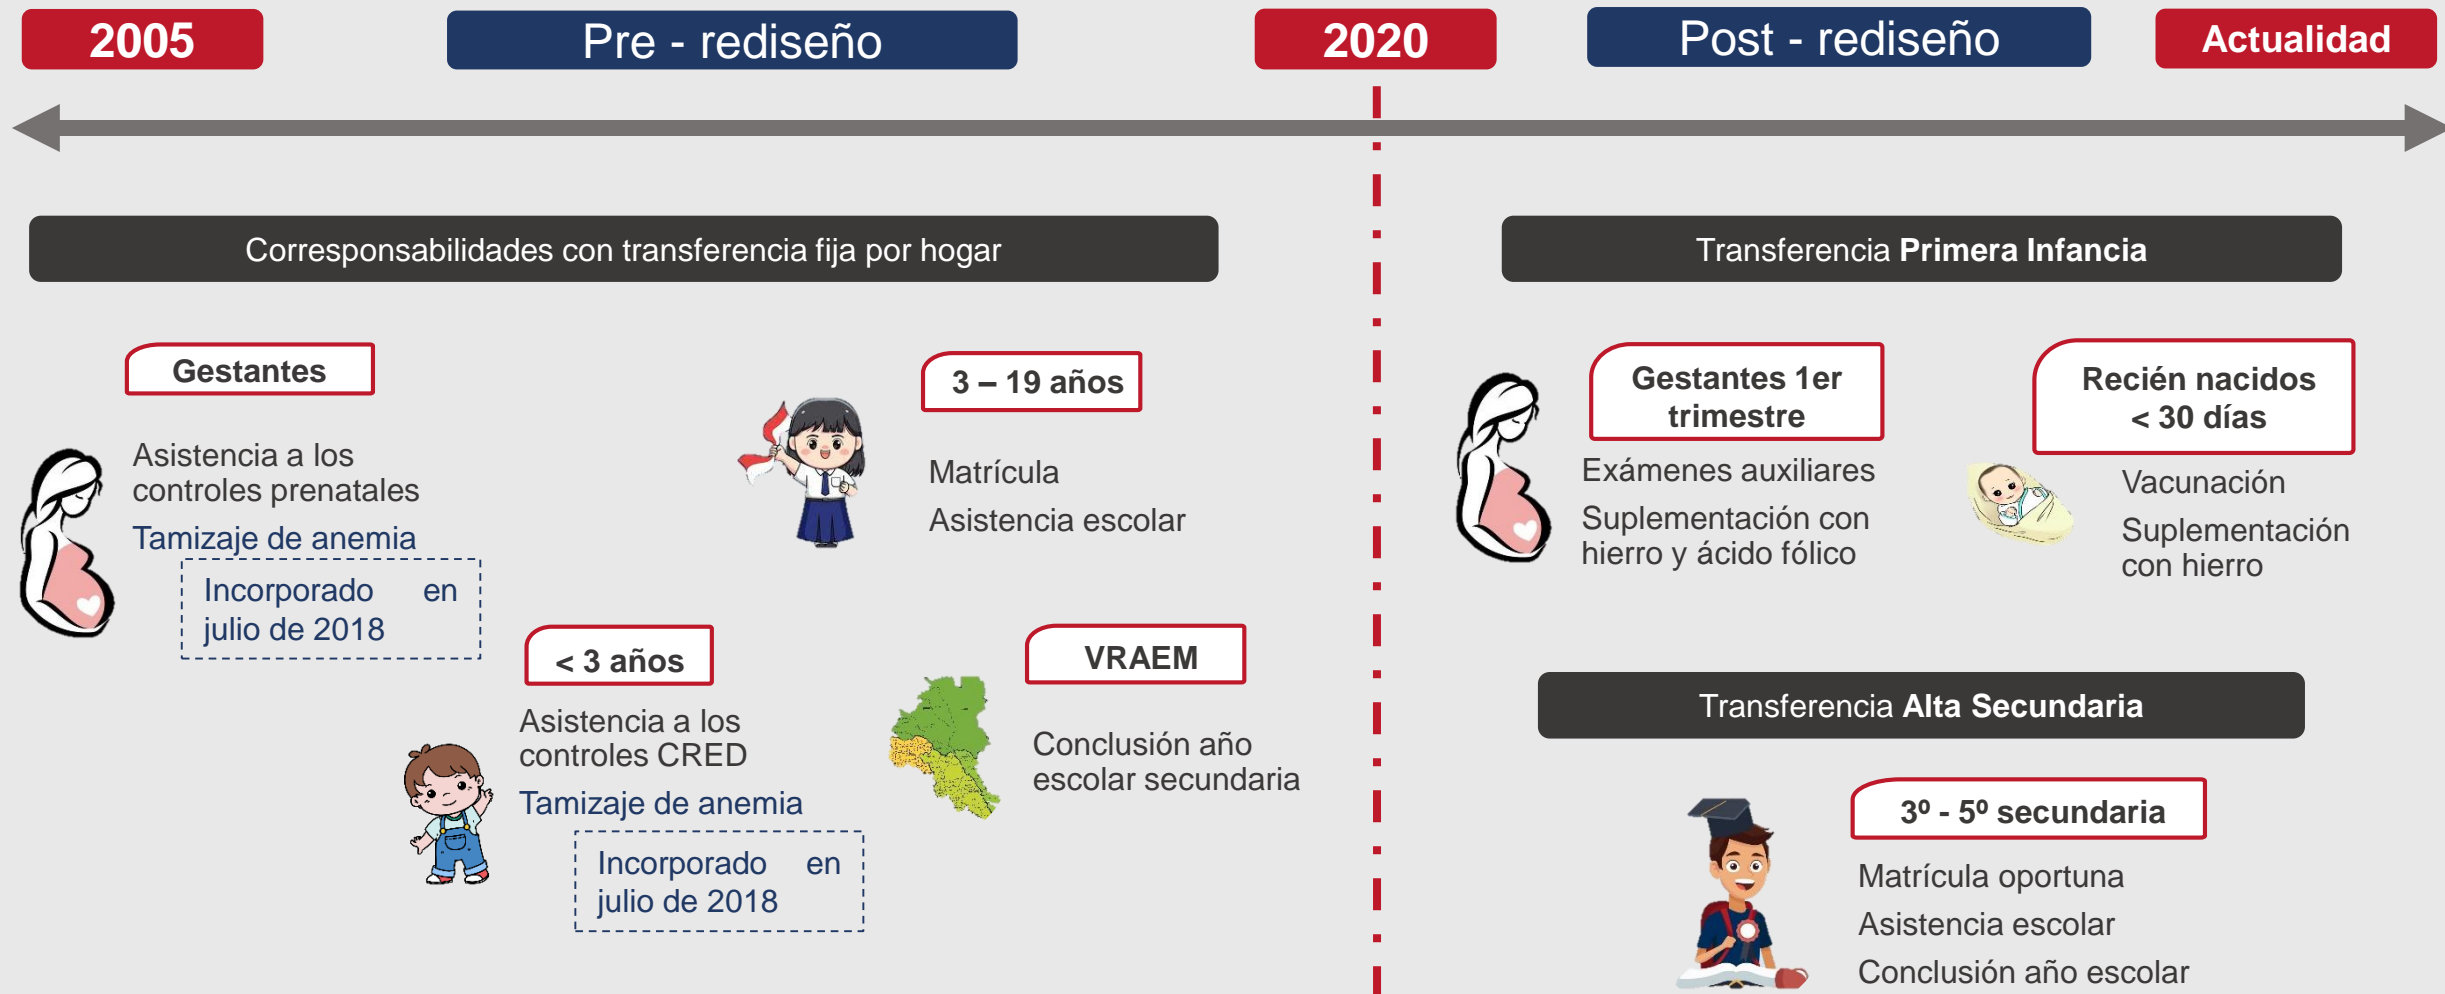 2005
Pre - rediseño
2020
Post - rediseño
Actualidad
Corresponsabilidades con transferencia fija por hogar
Gestantes
Asistencia a los
controles prenatales
Tamizaje de anemia
Incorporado en
julio de 2018
< 3 años
Asistencia a los
controles CRED
Tamizaje de anemia
Incorporado en
julio de 2018
3 – 19 años
Matrícula
Asistencia escolar
VRAEM
Conclusión año
escolar secundaria
Transferencia Primera Infancia
Gestantes 1er
trimestre
Exámenes auxiliares
Suplementación con
hierro y ácido fólico
Recién nacidos
< 30 días
Vacunación
Suplementación
con hierro
Transferencia Alta Secundaria
3º - 5º secundaria
Matrícula oportuna
Asistencia escolar
Conclusión año escolar